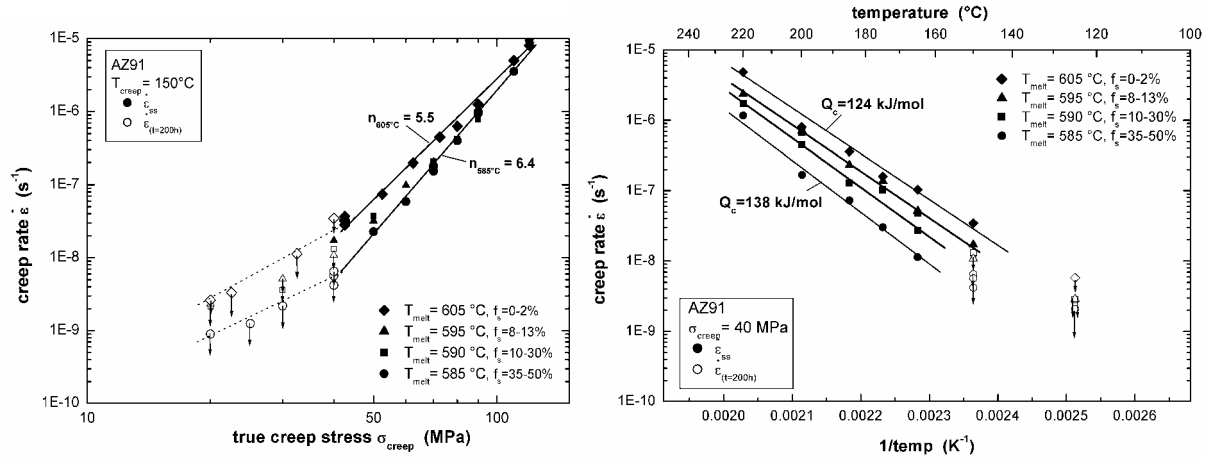 1E-5
1E-6
1E-7
1E-8
1E-9
1E-10
creep rate ε̇ (s⁻¹)
AZ91
T_creep = 150°C
ε̇_ss
ε̇_(t=200h)
n_605°C = 5.5
n_585°C = 6.4
T_melt = 605 °C, f_s=0-2%
T_melt = 595 °C, f_s=8-13%
T_melt = 590 °C, f_s=10-30%
T_melt = 585 °C, f_s=35-50%
10 50 100
true creep stress σ_creep (MPa)
temperature (°C)
240 220 200 180 160 140 120 100
1E-5
1E-6
1E-7
1E-8
1E-9
1E-10
creep rate ε̇ (s⁻¹)
T_melt = 605 °C, f_s=0-2%
T_melt = 595 °C, f_s=8-13%
T_melt = 590 °C, f_s=10-30%
T_melt = 585 °C, f_s=35-50%
Q_c=124 kJ/mol
Q_c=138 kJ/mol
AZ91
σ_creep = 40 MPa
ε̇_ss
ε̇_(t=200h)
0.0020 0.0021 0.0022 0.0023 0.0024 0.0025 0.0026
1/temp (K⁻¹)